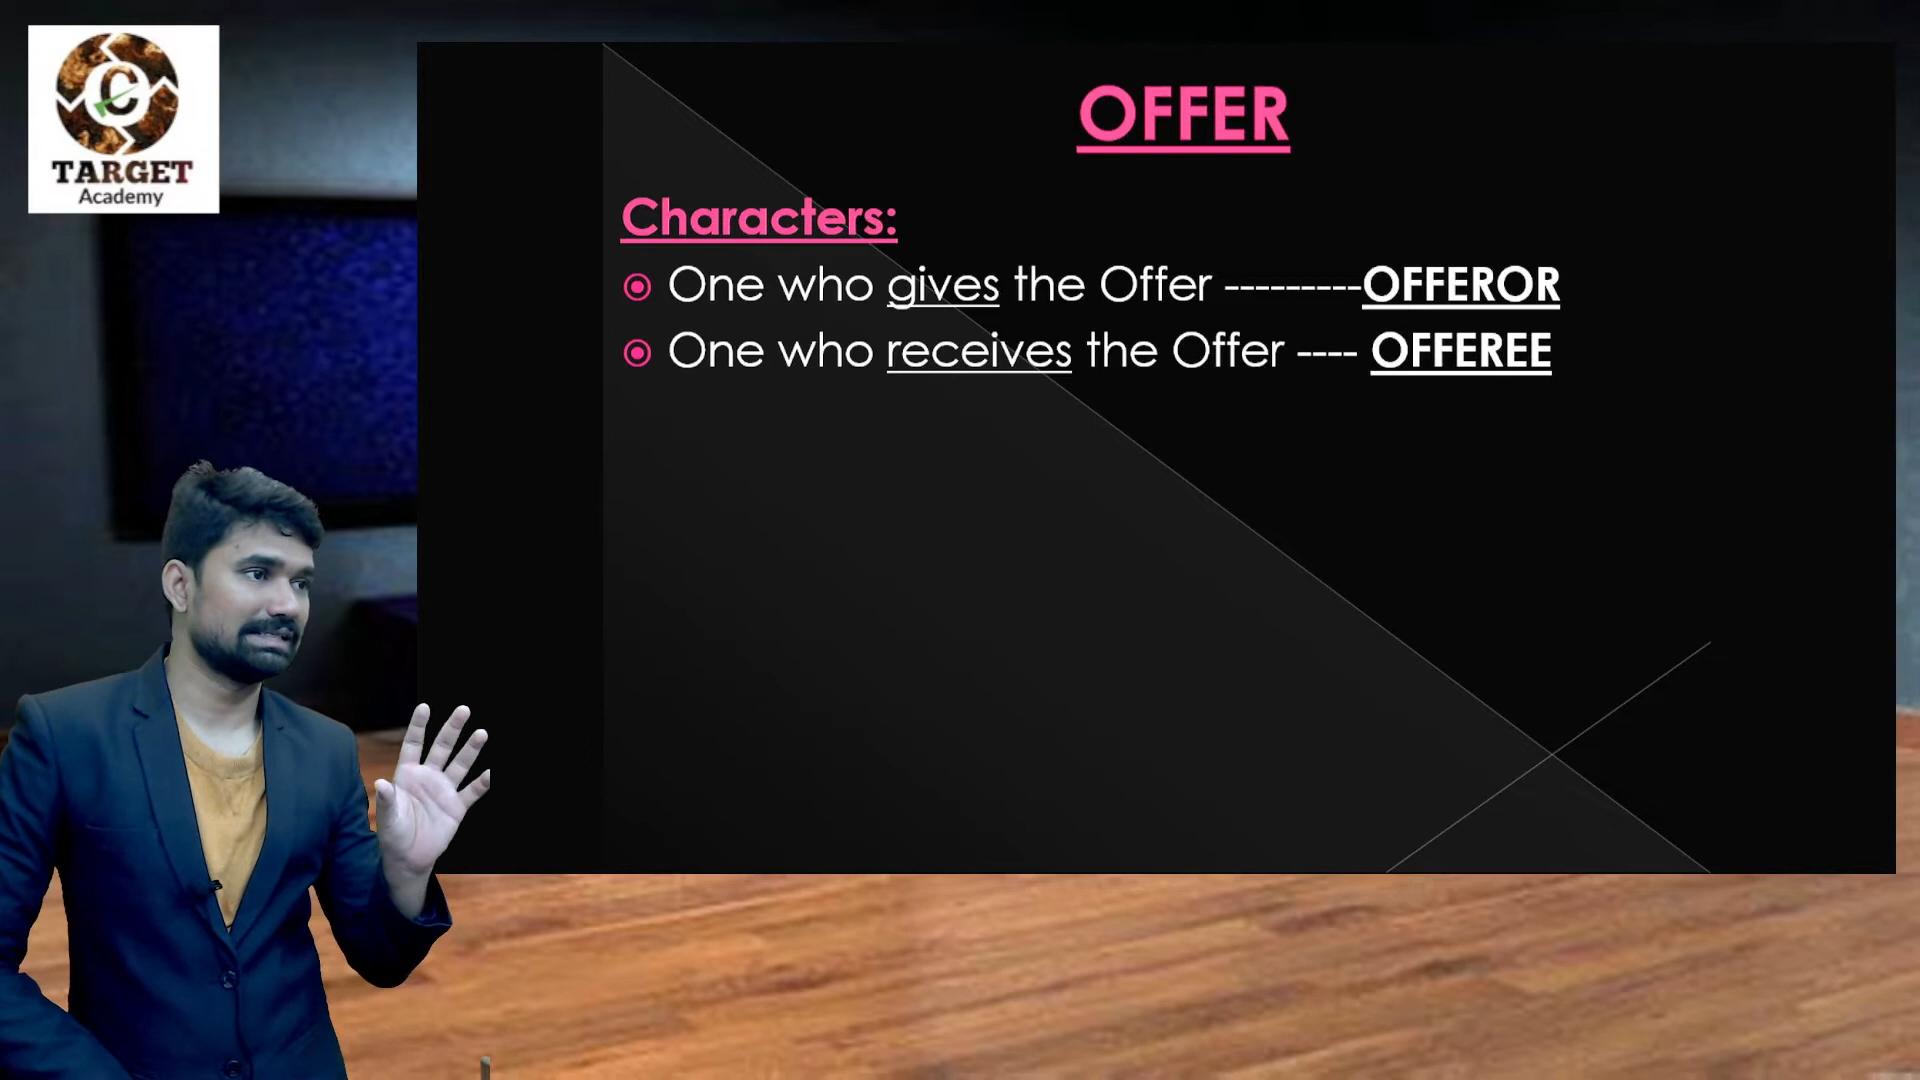 TARGET
Academy
OFFER
Characters:
One who gives the Offer ---------OFFEROR
One who receives the Offer ---- OFFEREE